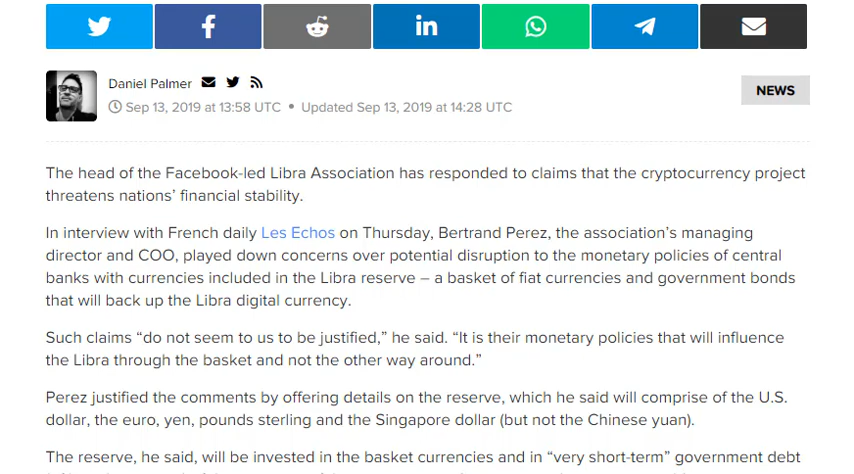 in
Daniel Palmer
Sep 13, 2019 at 13:58 UTC • Updated Sep 13, 2019 at 14:28 UTC
NEWS
The head of the Facebook-led Libra Association has responded to claims that the cryptocurrency project
threatens nations’ financial stability.
In interview with French daily Les Echos on Thursday, Bertrand Perez, the association’s managing
director and COO, played down concerns over potential disruption to the monetary policies of central
banks with currencies included in the Libra reserve – a basket of fiat currencies and government bonds
that will back up the Libra digital currency.
Such claims “do not seem to us to be justified,” he said. “It is their monetary policies that will influence
the Libra through the basket and not the other way around.”
Perez justified the comments by offering details on the reserve, which he said will comprise of the U.S.
dollar, the euro, yen, pounds sterling and the Singapore dollar (but not the Chinese yuan).
The reserve, he said, will be invested in the basket currencies and in “very short-term” government debt